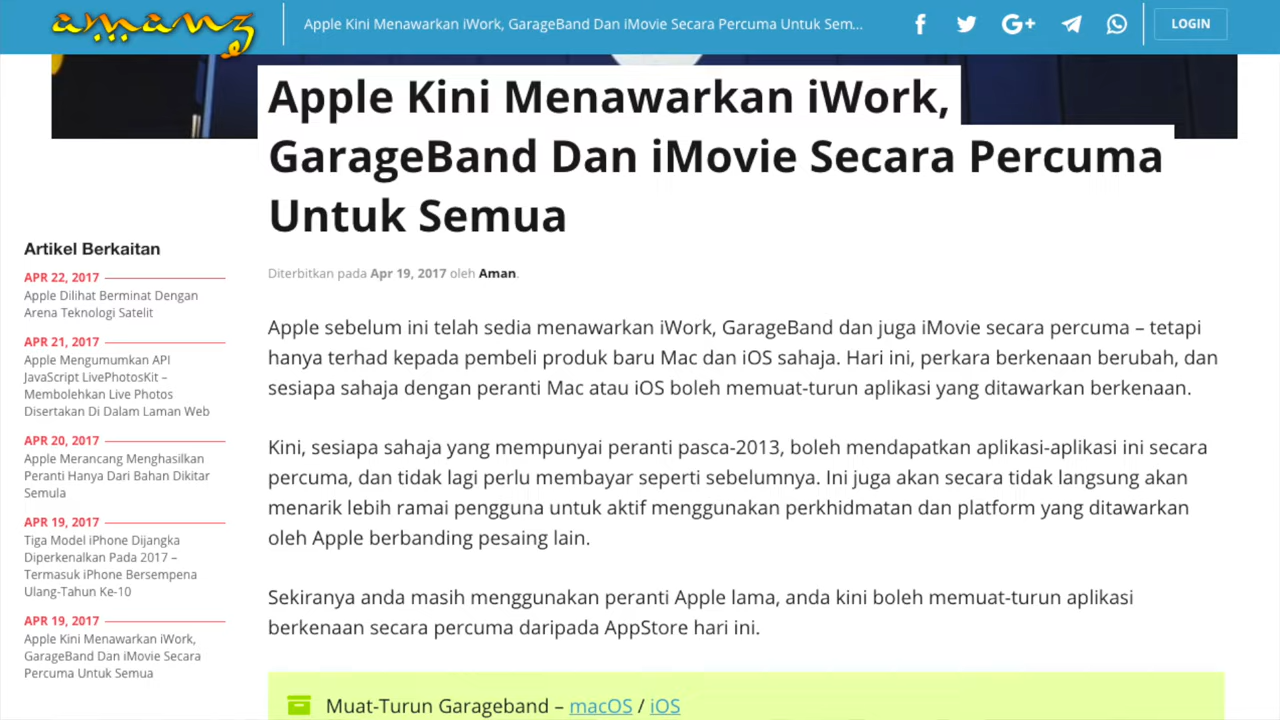 amanz
Apple Kini Menawarkan iWork, GarageBand Dan iMovie Secara Percuma Untuk Sem...
LOGIN
Apple Kini Menawarkan iWork,
GarageBand Dan iMovie Secara Percuma
Untuk Semua
Diterbitkan pada Apr 19, 2017 oleh Aman.
Artikel Berkaitan
APR 22, 2017
Apple Dilihat Berminat Dengan
Arena Teknologi Satelit
APR 21, 2017
Apple Mengumumkan API
JavaScript LivePhotosKit –
Membolehkan Live Photos
Disertakan Di Dalam Laman Web
APR 20, 2017
Apple Merancang Menghasilkan
Peranti Hanya Dari Bahan Dikitar
Semula
APR 19, 2017
Tiga Model iPhone Dijangka
Diperkenalkan Pada 2017 –
Termasuk iPhone Bersempena
Ulang-Tahun Ke-10
APR 19, 2017
Apple Kini Menawarkan iWork,
GarageBand Dan iMovie Secara
Percuma Untuk Semua
Apple sebelum ini telah sedia menawarkan iWork, GarageBand dan juga iMovie secara percuma – tetapi
hanya terhad kepada pembeli produk baru Mac dan iOS sahaja. Hari ini, perkara berkenaan berubah, dan
sesiapa sahaja dengan peranti Mac atau iOS boleh memuat-turun aplikasi yang ditawarkan berkenaan.
Kini, sesiapa sahaja yang mempunyai peranti pasca-2013, boleh mendapatkan aplikasi-aplikasi ini secara
percuma, dan tidak lagi perlu membayar seperti sebelumnya. Ini juga akan secara tidak langsung akan
menarik lebih ramai pengguna untuk aktif menggunakan perkhidmatan dan platform yang ditawarkan
oleh Apple berbanding pesaing lain.
Sekiranya anda masih menggunakan peranti Apple lama, anda kini boleh memuat-turun aplikasi
berkenaan secara percuma daripada AppStore hari ini.
Muat-Turun Garageband – macOS / iOS